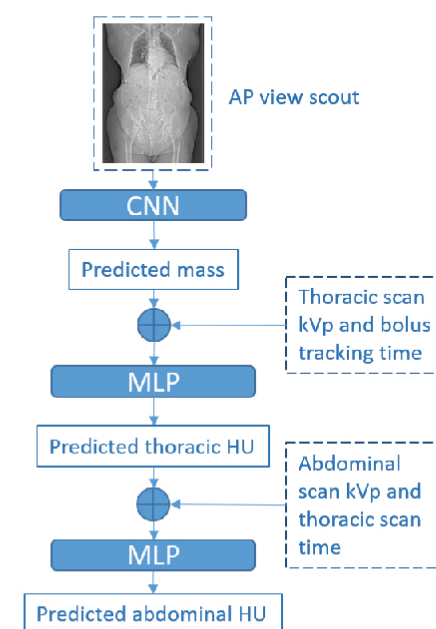 AP view scout
CNN
Predicted mass
Thoracic scan
kVp and bolus
tracking time
MLP
Predicted thoracic HU
Abdominal
scan kVp and
thoracic scan
time
MLP
Predicted abdominal HU